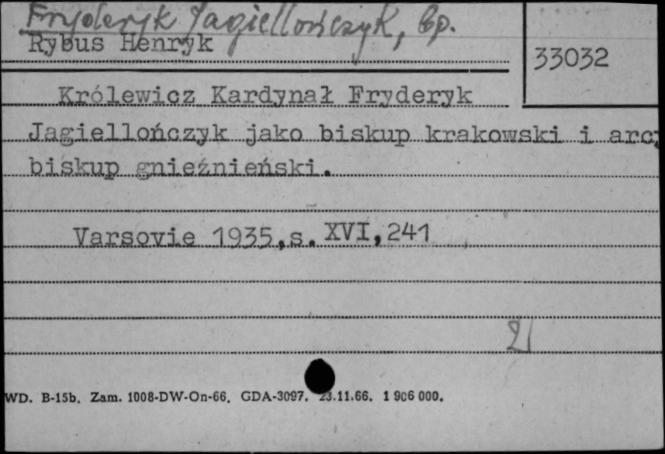 Fryderyk Jagiellończyk, bp.
Rybus Henryk
33032
Królewicz Kardynał Fryderyk
Jagiellończyk jako biskup krakowski i arc
biskup gnieźnieński.
Varsovie 1935,s. XVI,241
21
WD. B-15b. Zam. 1008-DW-On-66. GDA-3097. 23.11.66. 1 906 000.